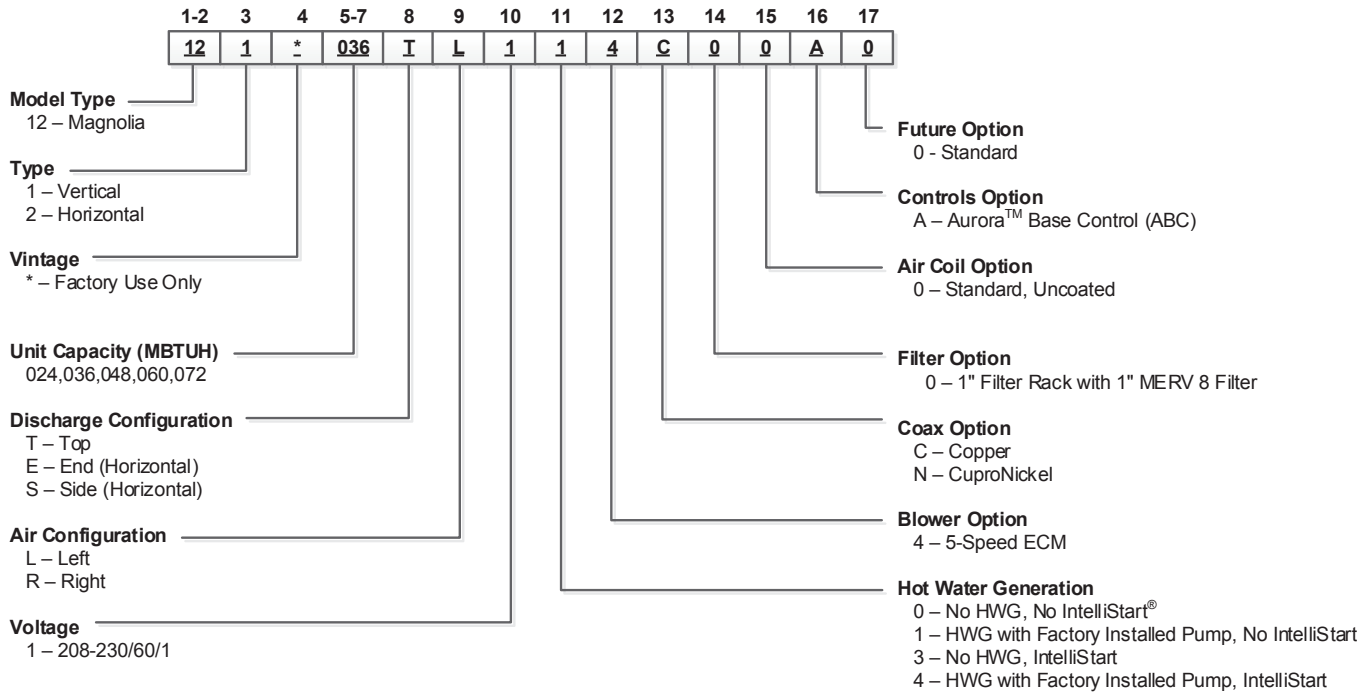 1-2 3 4 5-7 8 9 10 11 12 13 14 15 16 17
12 1 * 036 T L 1 1 4 C 0 0 A 0
Model Type
12 – Magnolia
Type
1 – Vertical
2 – Horizontal
Vintage
* – Factory Use Only
Unit Capacity (MBTUH)
024,036,048,060,072
Discharge Configuration
T – Top
E – End (Horizontal)
S – Side (Horizontal)
Air Configuration
L – Left
R – Right
Voltage
1 – 208-230/60/1
Future Option
0 - Standard
Controls Option
A – Aurora™ Base Control (ABC)
Air Coil Option
0 – Standard, Uncoated
Filter Option
0 – 1" Filter Rack with 1" MERV 8 Filter
Coax Option
C – Copper
N – CuproNickel
Blower Option
4 – 5-Speed ECM
Hot Water Generation
0 – No HWG, No IntelliStart®
1 – HWG with Factory Installed Pump, No IntelliStart
3 – No HWG, IntelliStart
4 – HWG with Factory Installed Pump, IntelliStart